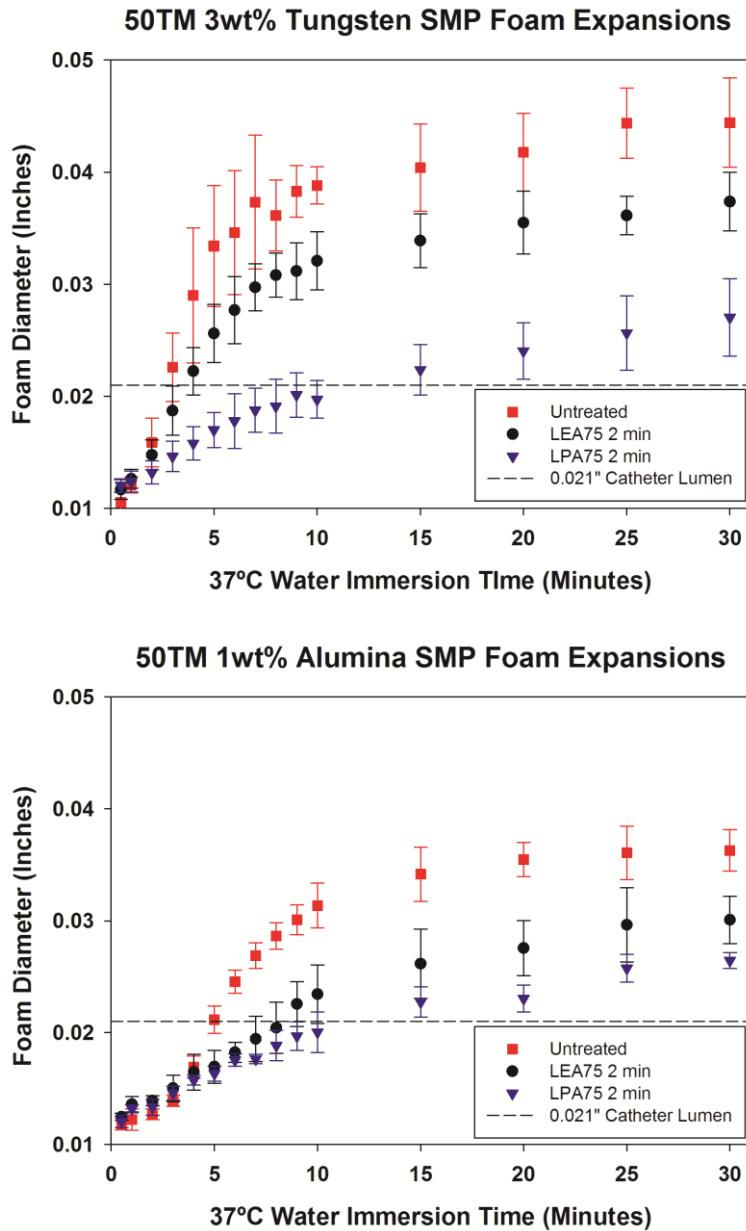 50TM 3wt% Tungsten SMP Foam Expansions
0.05
0.04
0.03
0.02
0.01
Foam Diameter (Inches)
Untreated
LEA75 2 min
LPA75 2 min
0.021" Catheter Lumen
0 5 10 15 20 25 30
37ºC Water Immersion TIme (Minutes)
50TM 1wt% Alumina SMP Foam Expansions
0.05
0.04
0.03
0.02
0.01
Foam Diameter (Inches)
Untreated
LEA75 2 min
LPA75 2 min
0.021" Catheter Lumen
0 5 10 15 20 25 30
37ºC Water Immersion Time (Minutes)